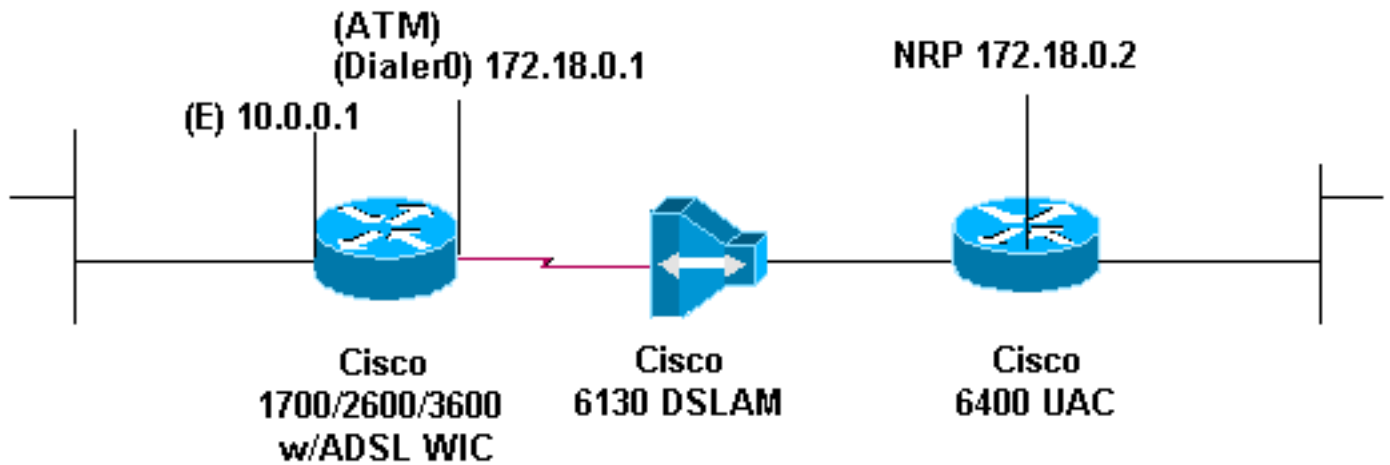 (ATM)
(Dialer0) 172.18.0.1
NRP 172.18.0.2
(E) 10.0.0.1
Cisco
1700/2600/3600
w/ADSL WIC
Cisco
6130 DSLAM
Cisco
6400 UAC